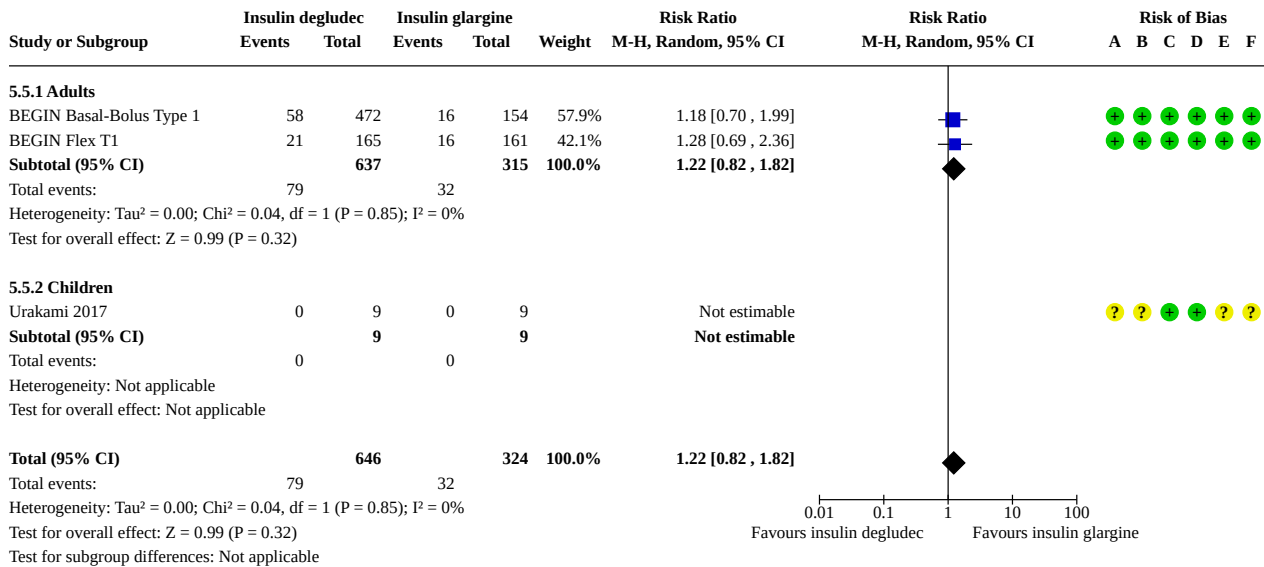 Insulin degludec Insulin glargine Risk Ratio Risk Ratio Risk of Bias
Study or Subgroup Events Total Events Total Weight M-H, Random, 95% CI M-H, Random, 95% CI A B C D E F
5.5.1 Adults
BEGIN Basal-Bolus Type 1 58 472 16 154 57.9% 1.18 [0.70 , 1.99] + + + + + +
BEGIN Flex T1 21 165 16 161 42.1% 1.28 [0.69 , 2.36] + + + + + +
Subtotal (95% CI) 637 315 100.0% 1.22 [0.82 , 1.82]
Total events: 79 32
Heterogeneity: Tau² = 0.00; Chi² = 0.04, df = 1 (P = 0.85); I² = 0%
Test for overall effect: Z = 0.99 (P = 0.32)
5.5.2 Children
Urakami 2017 0 9 0 9 Not estimable ? ? + + ? ?
Subtotal (95% CI) 9 9 Not estimable
Total events: 0 0
Heterogeneity: Not applicable
Test for overall effect: Not applicable
Total (95% CI) 646 324 100.0% 1.22 [0.82 , 1.82]
Total events: 79 32
Heterogeneity: Tau² = 0.00; Chi² = 0.04, df = 1 (P = 0.85); I² = 0%
0.01 0.1 1 10 100
Test for overall effect: Z = 0.99 (P = 0.32) Favours insulin degludec Favours insulin glargine
Test for subgroup differences: Not applicable